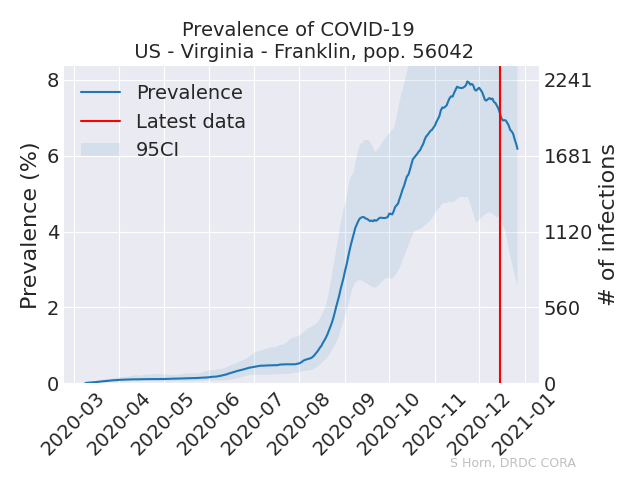 Prevalence of COVID-19
US - Virginia - Franklin, pop. 56042
Prevalence
Latest data
95CI
Prevalence (%)
8
6
4
2
0
2241
1681
1120
560
0
# of infections
2020-03
2020-04
2020-05
2020-06
2020-07
2020-08
2020-09
2020-10
2020-11
2020-12
2021-01
S Horn, DRDC CORA